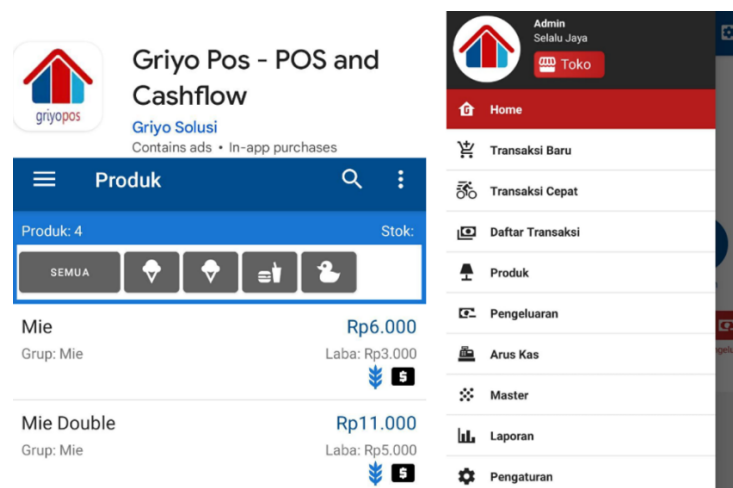 griyopos
Griyo Pos - POS and
Cashflow
Griyo Solusi
Contains ads • In-app purchases
Produk
Produk: 4
Stok:
SEMUA
Mie
Rp6.000
Grup: Mie
Laba: Rp3.000
Mie Double
Rp11.000
Grup: Mie
Laba: Rp5.000
Admin
Selalu Jaya
Toko
Home
Transaksi Baru
Transaksi Cepat
Daftar Transaksi
Produk
Pengeluaran
Arus Kas
Master
Laporan
Pengaturan